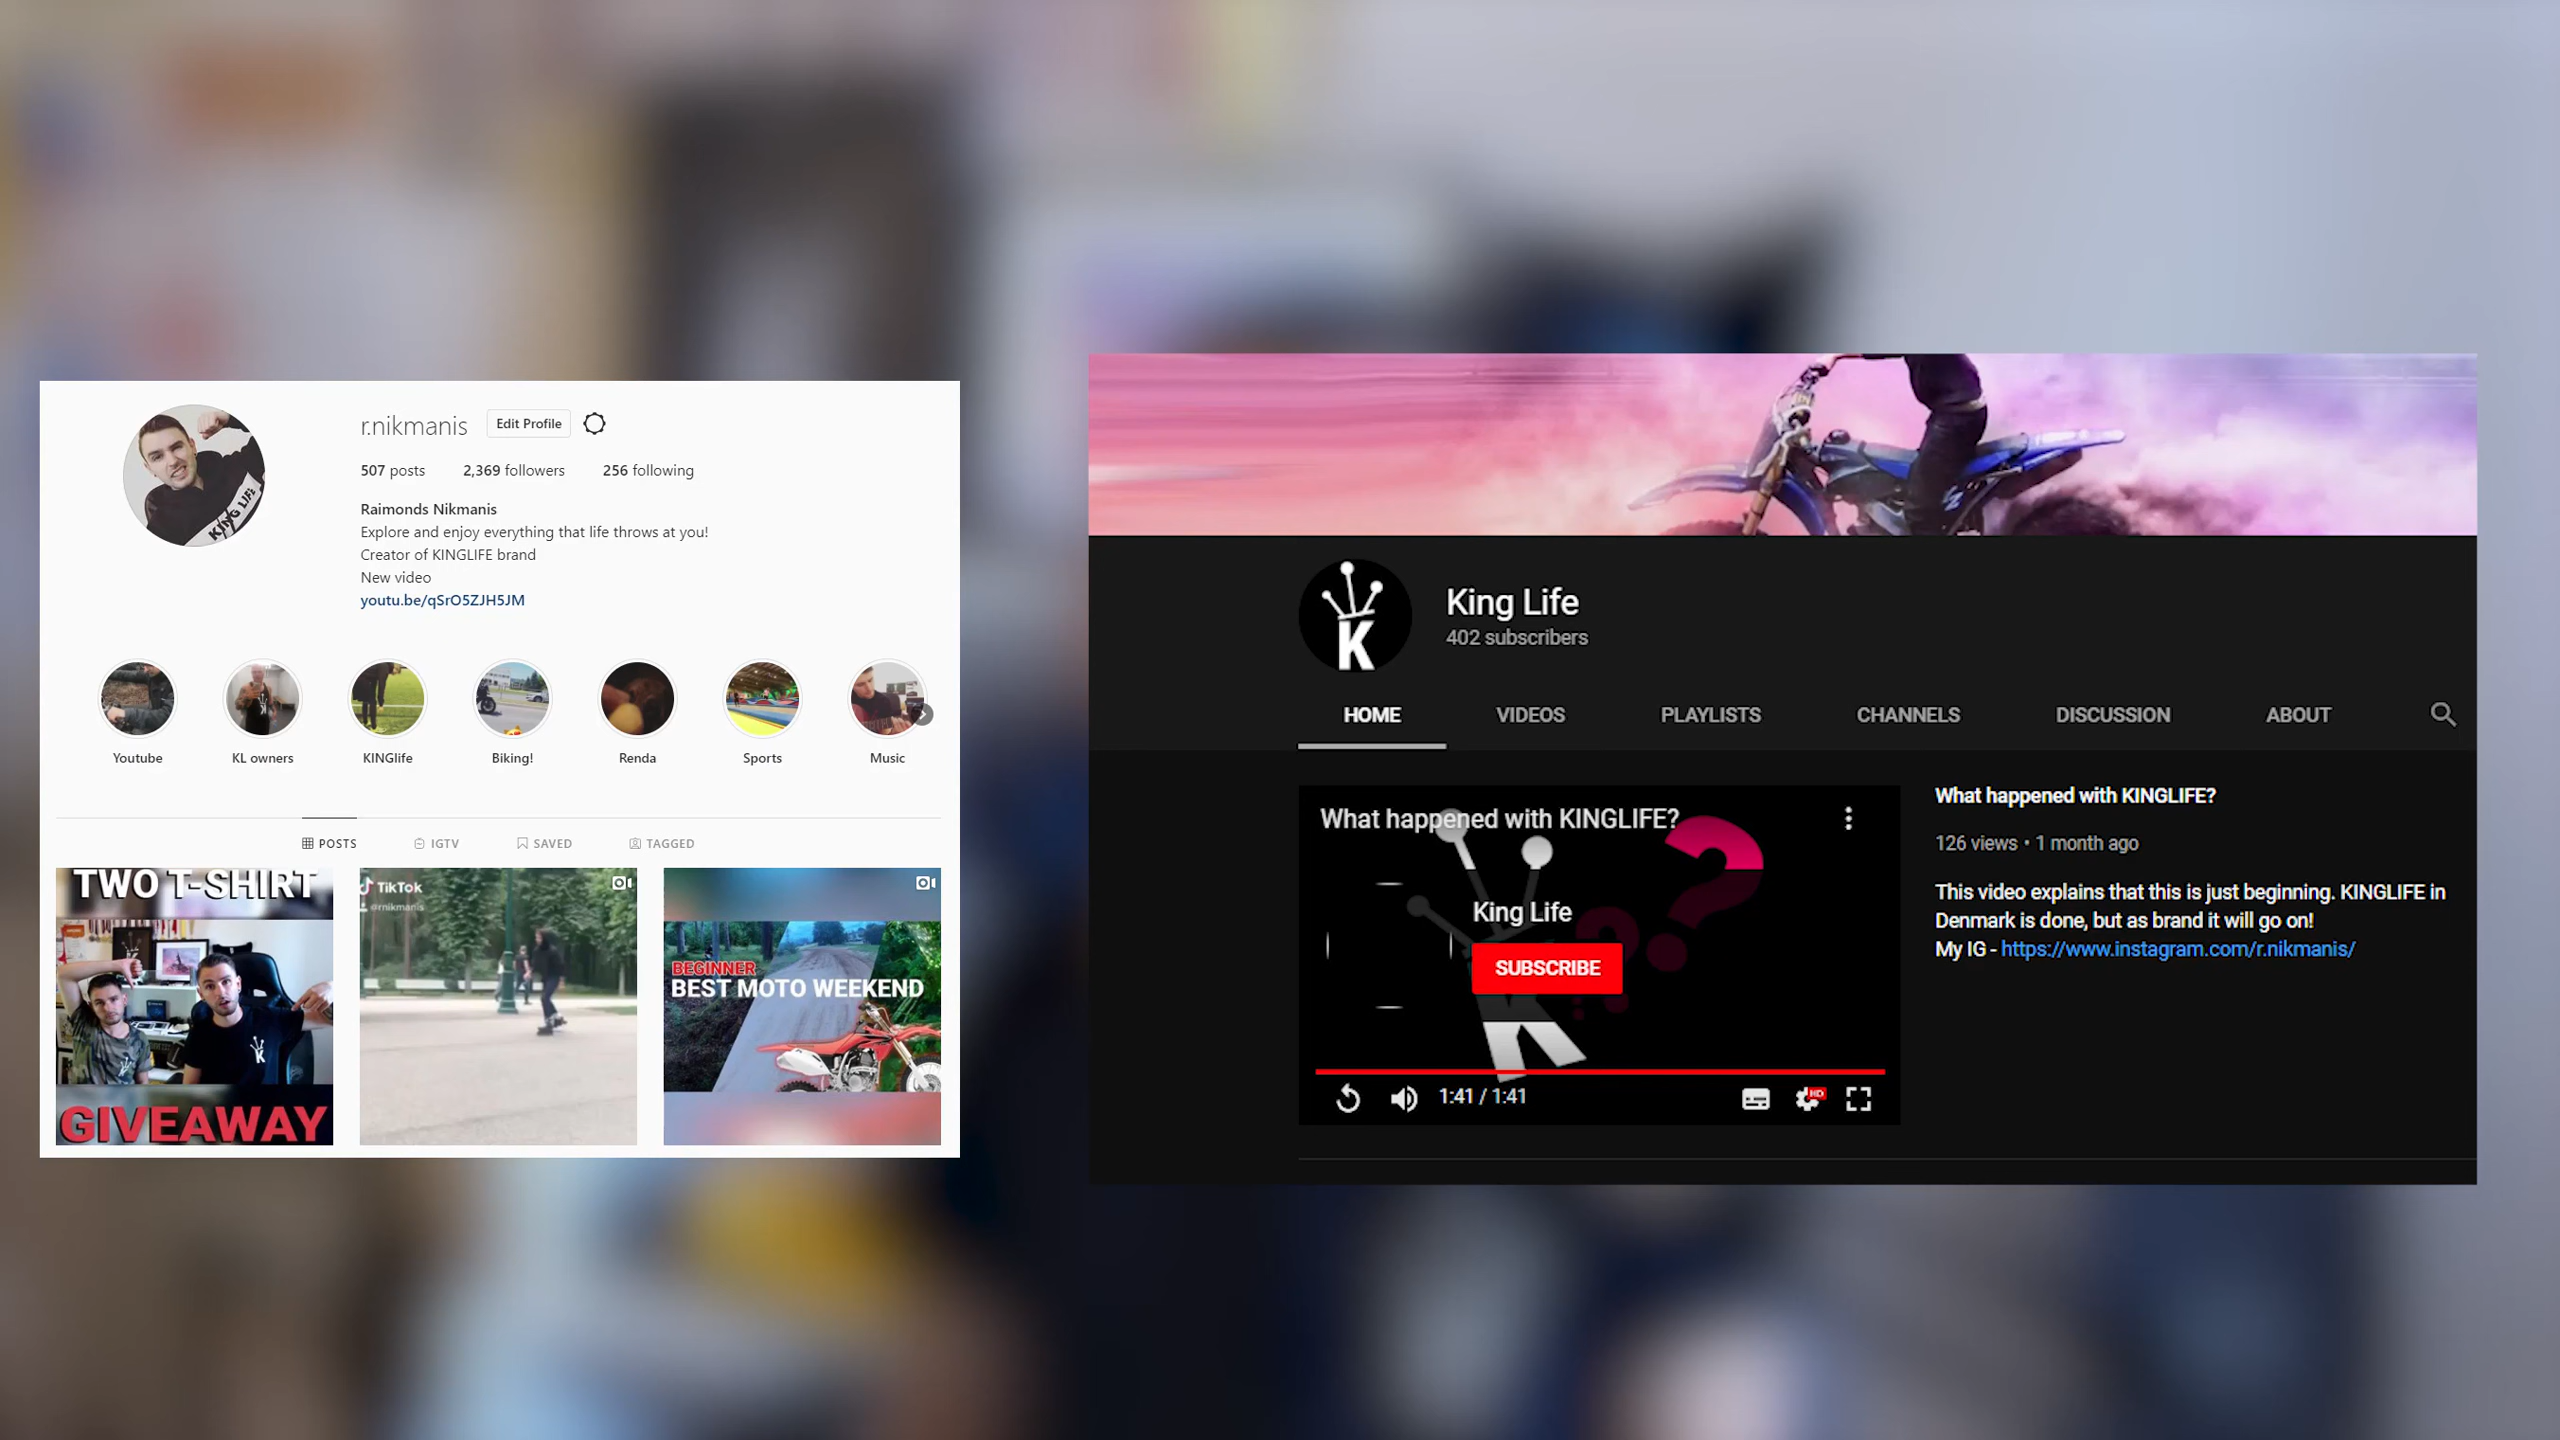 r.nikmanis Edit Profile
507 posts 2,369 followers 256 following
Raimonds Nikmanis
Explore and enjoy everything that life throws at you!
Creator of KINGLIFE brand
New video
youtu.be/qSrO5ZJH5JM
KING LIFE
Youtube KL owners KINGlife Biking! Renda Sports Music
POSTS IGTV SAVED TAGGED
TWO T-SHIRT
GIVEAWAY
K
TikTok
@rnikmanis
BEGINNER
BEST MOTO WEEKEND
K
King Life
402 subscribers
HOME VIDEOS PLAYLISTS CHANNELS DISCUSSION ABOUT
What happened with KINGLIFE?
King Life
SUBSCRIBE
K
1:41 / 1:41
HD
What happened with KINGLIFE?
126 views • 1 month ago
This video explains that this is just beginning. KINGLIFE in
Denmark is done, but as brand it will go on!
My IG - https://www.instagram.com/r.nikmanis/